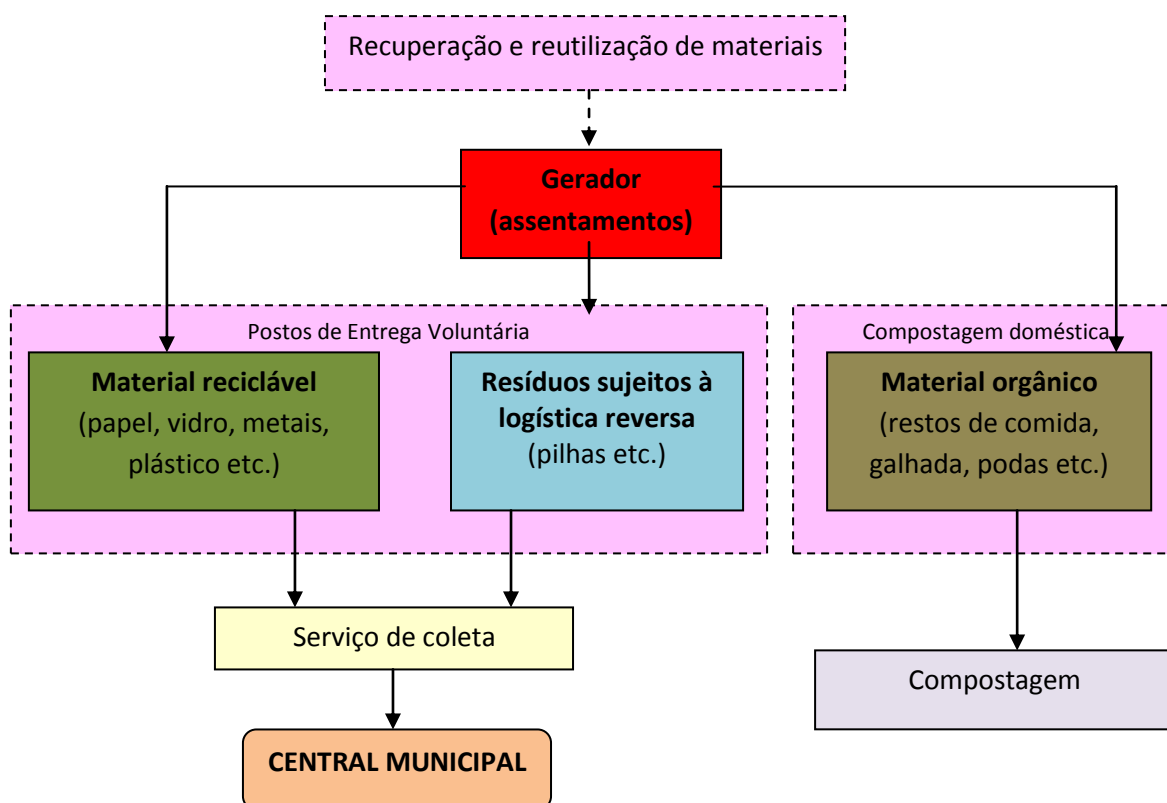 Recuperação e reutilização de materiais
Gerador
(assentamentos)
Postos de Entrega Voluntária
Material reciclável
(papel, vidro, metais,
plástico etc.)
Resíduos sujeitos à
logística reversa
(pilhas etc.)
Compostagem doméstica
Material orgânico
(restos de comida,
galhada, podas etc.)
Serviço de coleta
Compostagem
CENTRAL MUNICIPAL